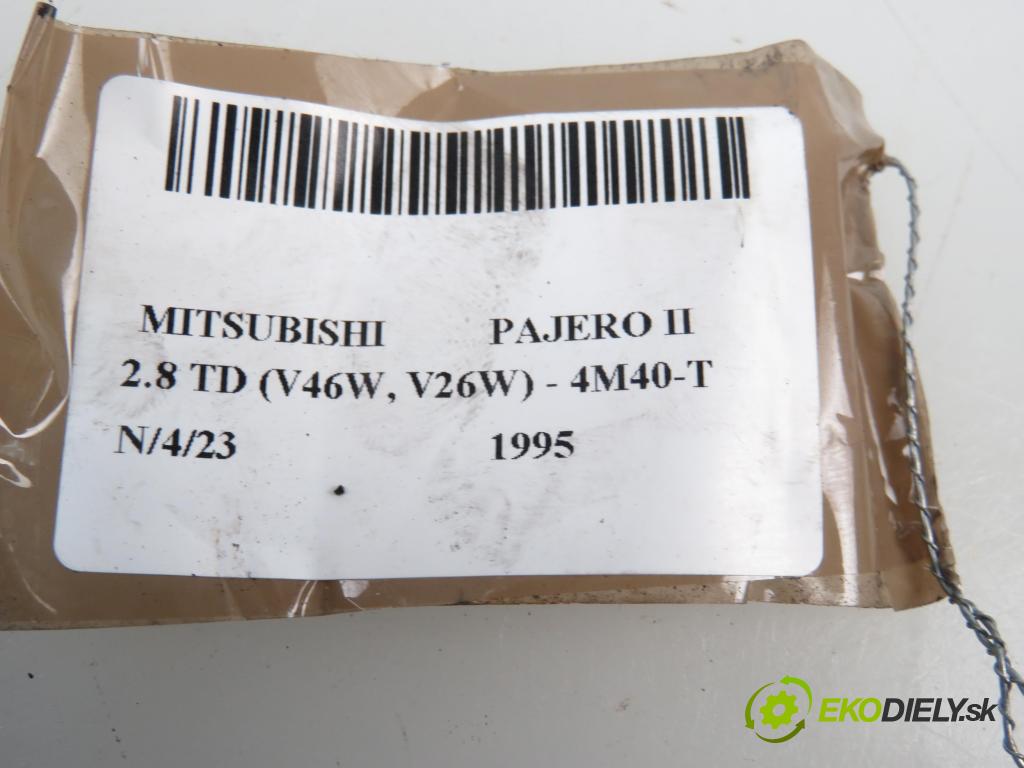 MITSUBISHI PAJERO II
2.8 TD (V46W, V26W) - 4M40-T
N/4/23 1995
EKODIELY.sk